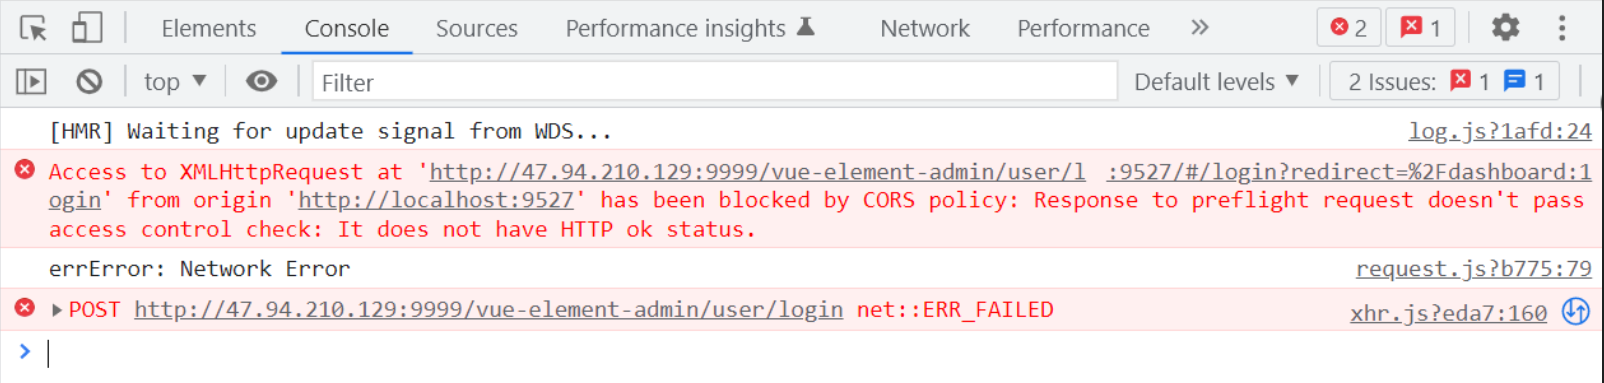 Elements Console Sources Performance insights Network Performance 2 1
top ▼ Filter Default levels ▼ 2 Issues: 1 1
[HMR] Waiting for update signal from WDS... log.js?1afd:24
Access to XMLHttpRequest at 'http://47.94.210.129:9999/vue-element-admin/user/l :9527/#/login?redirect=%2Fdashboard:1
ogin' from origin 'http://localhost:9527' has been blocked by CORS policy: Response to preflight request doesn't pass
access control check: It does not have HTTP ok status.
errError: Network Error request.js?b775:79
POST http://47.94.210.129:9999/vue-element-admin/user/login net::ERR_FAILED xhr.js?eda7:160